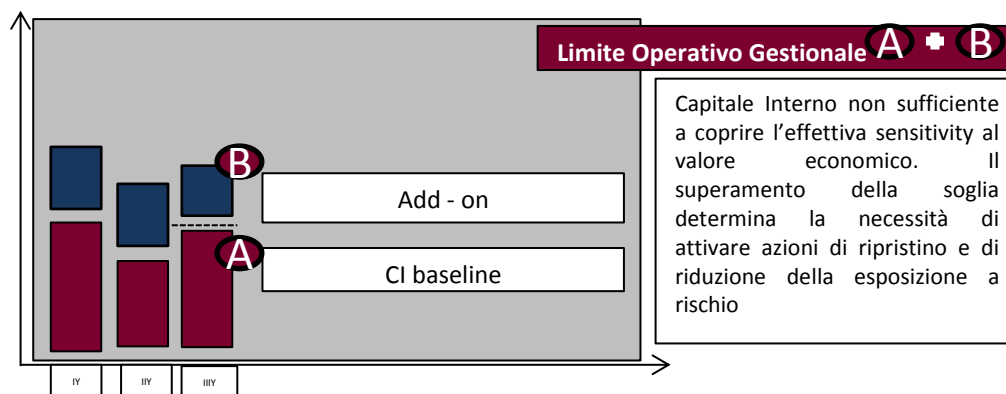 Limite Operativo Gestionale A + B
Capitale Interno non sufficiente
a coprire l'effettiva sensitivity al
valore economico. Il
superamento della soglia
determina la necessità di
attivare azioni di ripristino e di
riduzione della esposizione a
rischio
B
Add - on
A
CI baseline
IY IIY IIIY